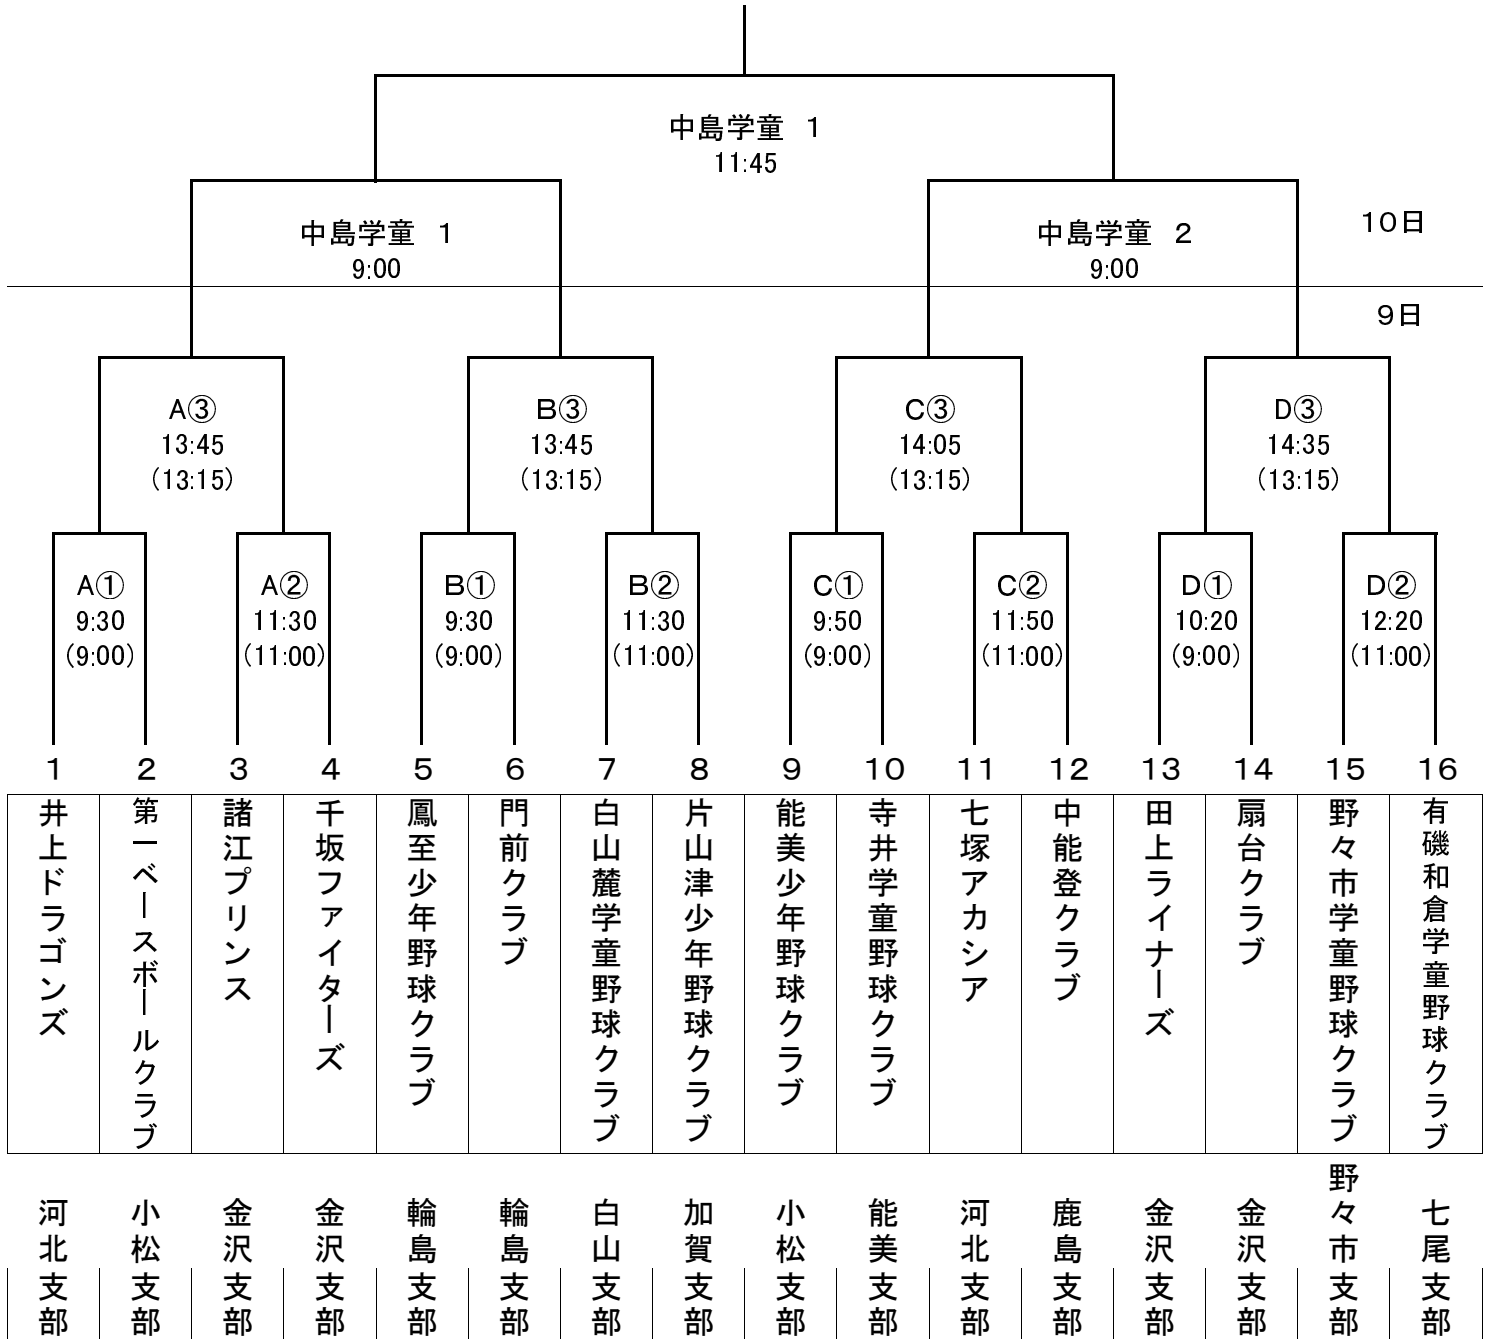 中島学童 1
11:45
中島学童 1
9:00
中島学童 2
9:00
10日
9日
A③
13:45
(13:15)
B③
13:45
(13:15)
C③
14:05
(13:15)
D③
14:35
(13:15)
A①
9:30
(9:00)
A②
11:30
(11:00)
B①
9:30
(9:00)
B②
11:30
(11:00)
C①
9:50
(9:00)
C②
11:50
(11:00)
D①
10:20
(9:00)
D②
12:20
(11:00)
1 2 3 4 5 6 7 8 9 10 11 12 13 14 15 16
井上ドラゴンズ
第一ベースボールクラブ
諸江プリンス
千坂ファイターズ
鳳至少年野球クラブ
門前クラブ
白山麓学童野球クラブ
片山津少年野球クラブ
能美少年野球クラブ
寺井学童野球クラブ
七塚アカシア
中能登クラブ
田上ライナーズ
扇台クラブ
野々市学童野球クラブ
有磯和倉学童野球クラブ
河北支部
小松支部
金沢支部
金沢支部
輪島支部
輪島支部
白山支部
加賀支部
小松支部
能美支部
河北支部
鹿島支部
金沢支部
金沢支部
野々市支部
七尾支部